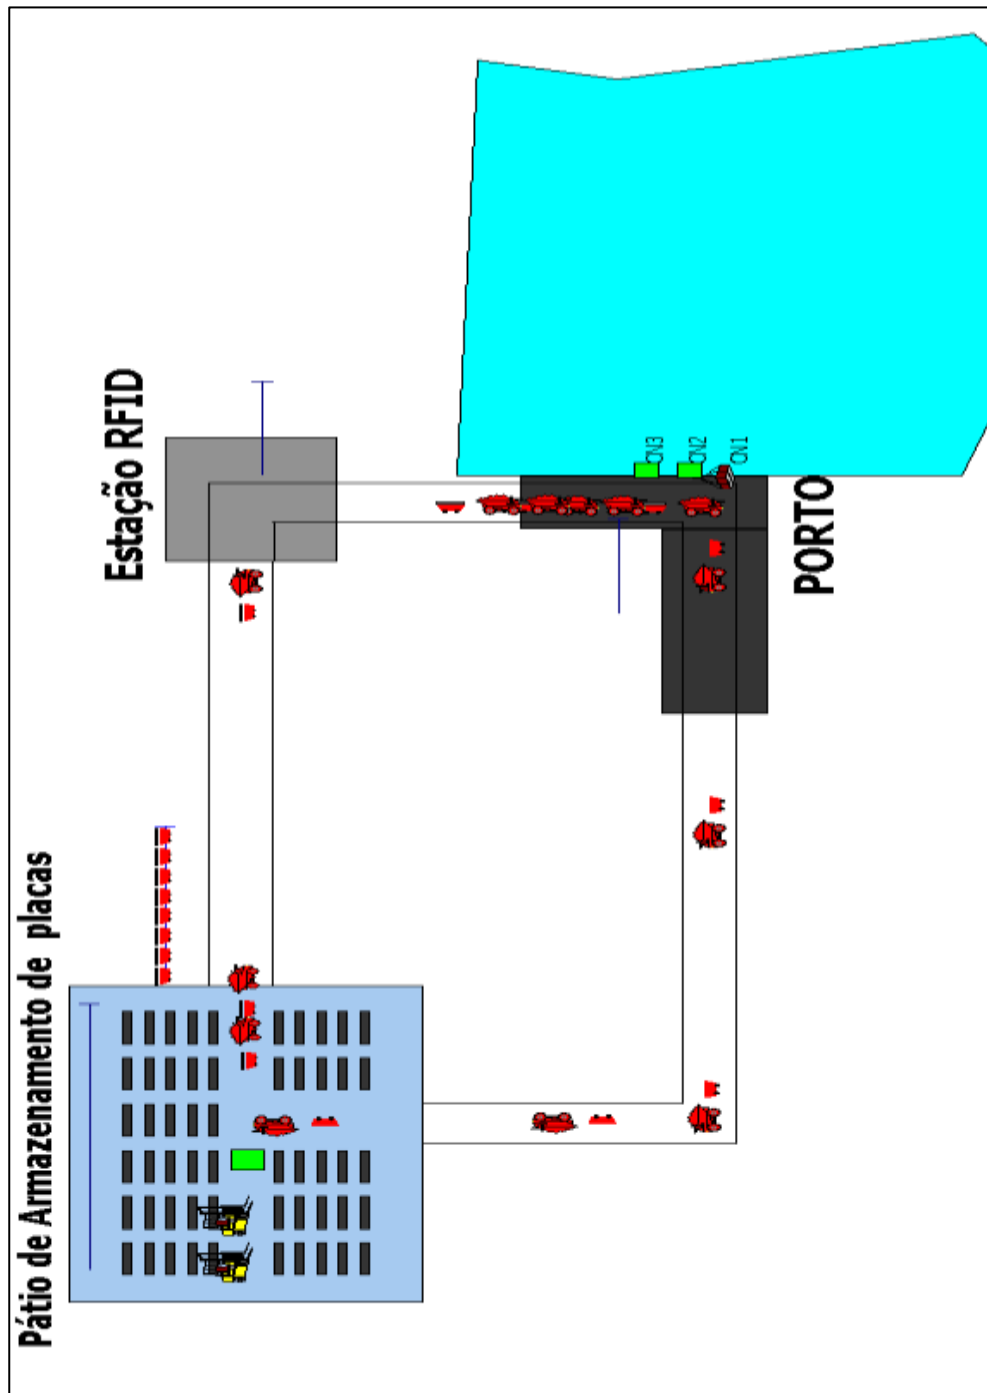 Pátio de Armazenamento de placas
Estação RFID
CN3
CN2
CN1
PORTO